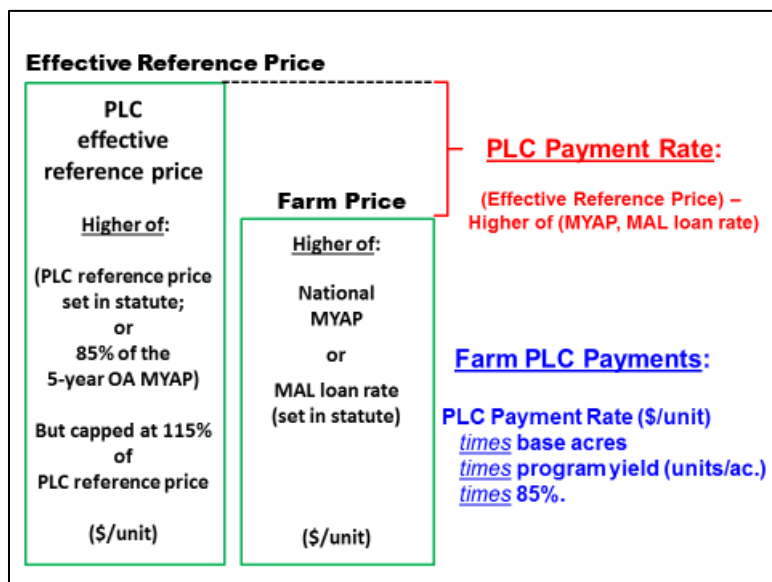 Effective Reference Price
PLC
effective
reference price
Higher of:
(PLC reference price
set in statute;
or
85% of the
5-year OA MYAP)
But capped at 115%
of
PLC reference price
($/unit)
Farm Price
Higher of:
National
MYAP
or
MAL loan rate
(set in statute)
($/unit)
PLC Payment Rate:
(Effective Reference Price) –
Higher of (MYAP, MAL loan rate)
Farm PLC Payments:
PLC Payment Rate ($/unit)
times base acres
times program yield (units/ac.)
times 85%.